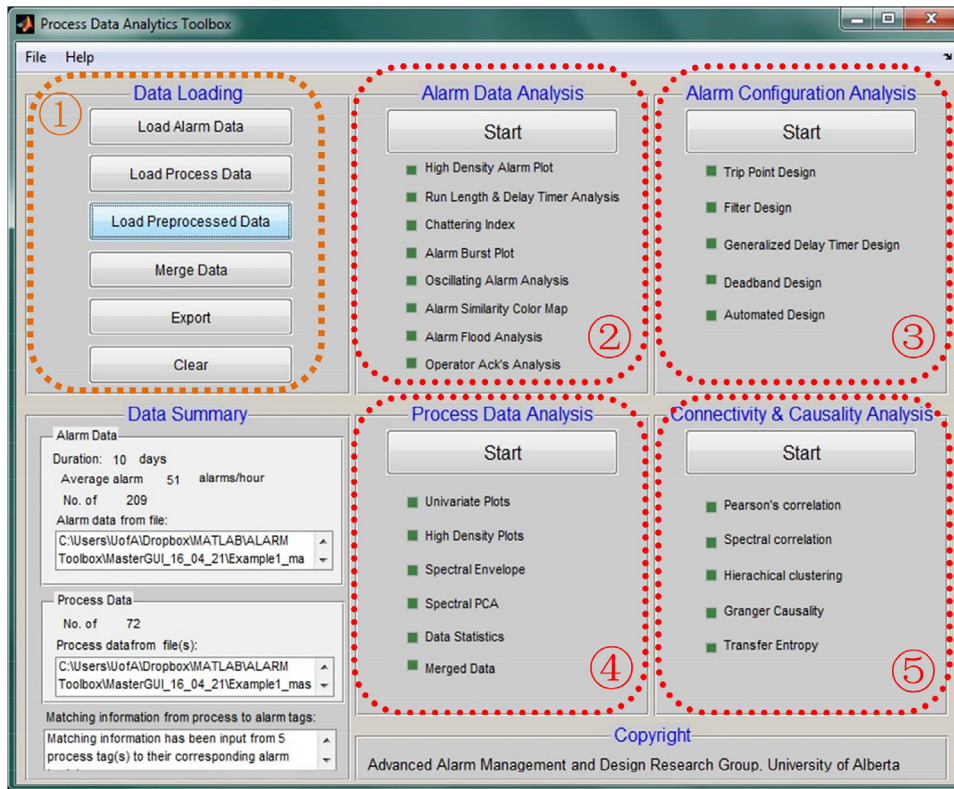 Process Data Analytics Toolbox
File Help
Data Loading
①
Load Alarm Data
Load Process Data
Load Preprocessed Data
Merge Data
Export
Clear
Alarm Data Analysis
Start
High Density Alarm Plot
Run Length & Delay Timer Analysis
Chattering Index
Alarm Burst Plot
Oscillating Alarm Analysis
Alarm Similarity Color Map
Alarm Flood Analysis
Operator Ack's Analysis
②
Alarm Configuration Analysis
Start
Trip Point Design
Filter Design
Generalized Delay Timer Design
Deadband Design
Automated Design
③
Data Summary
Alarm Data
Duration: 10 days
Average alarm 51 alarms/hour
No. of 209
Alarm data from file:
C:\Users\UofA\Dropbox\MATLAB\ALARM
Toolbox\MasterGUI_16_04_21\Example1_ma
Process Data
No. of 72
Process datafrom file(s):
C:\Users\UofA\Dropbox\MATLAB\ALARM
Toolbox\MasterGUI_16_04_21\Example1_mas
Matching information from process to alarm tags:
Matching information has been input from 5
process tag(s) to their corresponding alarm
Process Data Analysis
Start
Univariate Plots
High Density Plots
Spectral Envelope
Spectral PCA
Data Statistics
Merged Data
④
Connectivity & Causality Analysis
Start
Pearson's correlation
Spectral correlation
Hierachical clustering
Granger Causality
Transfer Entropy
⑤
Copyright
Advanced Alarm Management and Design Research Group, University of Alberta